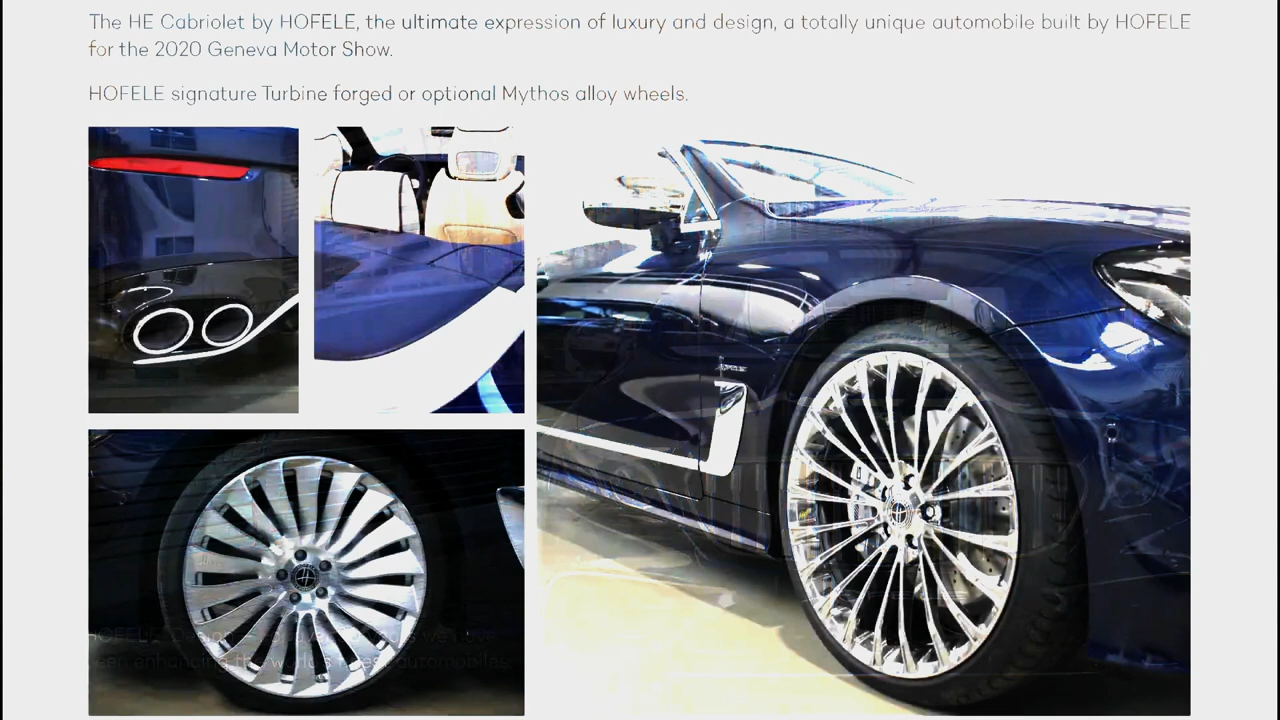 The HE Cabriolet by HOFELE, the ultimate expression of luxury and design, a totally unique automobile built by HOFELE
for the 2020 Geneva Motor Show.
HOFELE signature Turbine forged or optional Mythos alloy wheels.